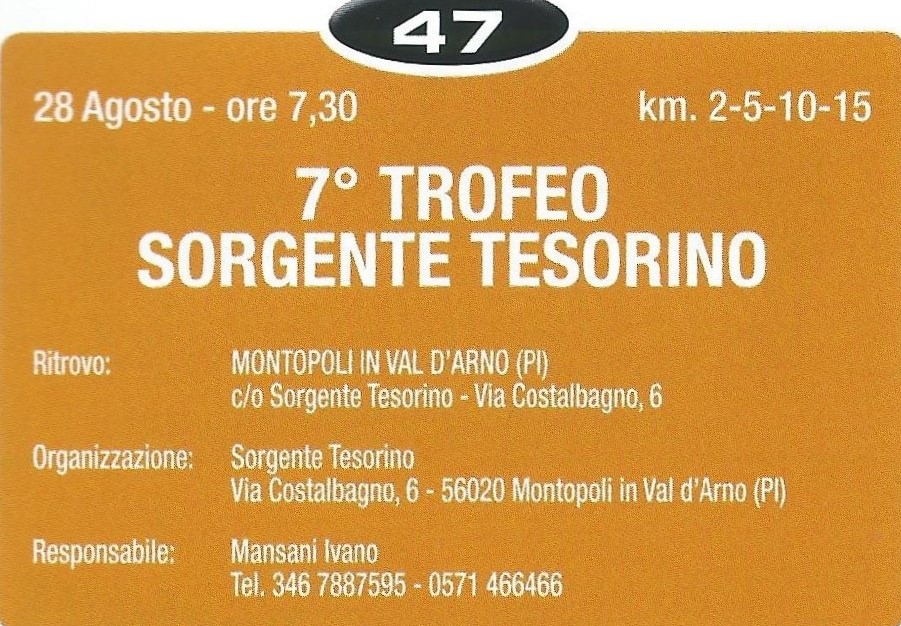 47
28 Agosto - ore 7,30 km. 2-5-10-15
7° TROFEO
SORGENTE TESORINO
Ritrovo: MONTOPOLI IN VAL D'ARNO (PI)
c/o Sorgente Tesorino - Via Costalbagno, 6
Organizzazione: Sorgente Tesorino
Via Costalbagno, 6 - 56020 Montopoli in Val d'Arno (PI)
Responsabile: Mansani Ivano
Tel. 346 7887595 - 0571 466466